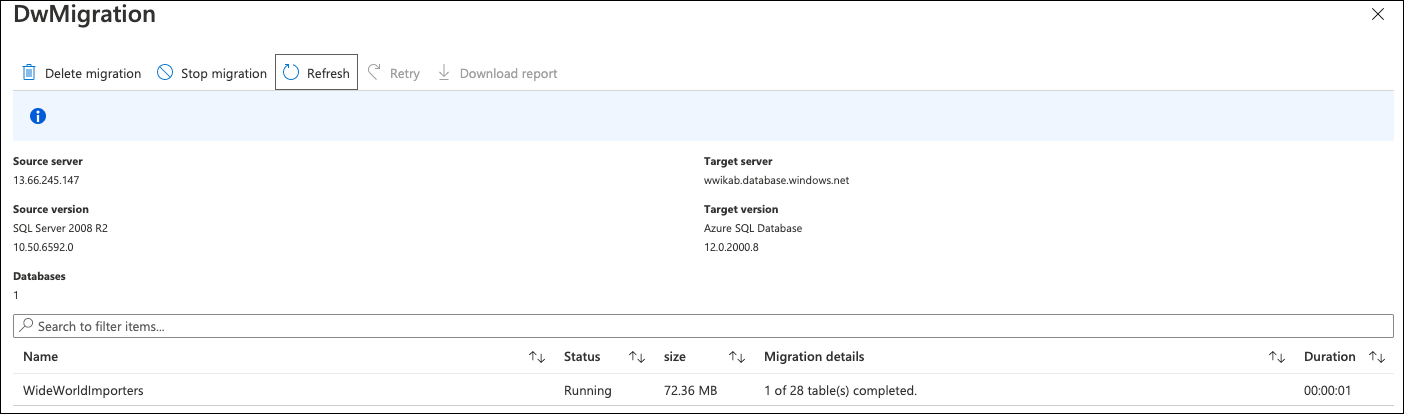 DwMigration
Delete migration Stop migration Refresh Retry Download report
Source server Target server
13.66.245.147 wwikab.database.windows.net
Source version Target version
SQL Server 2008 R2 Azure SQL Database
10.50.6592.0 12.0.2000.8
Databases
1
Search to filter items...
Name Status size Migration details Duration
WideWorldImporters Running 72.36 MB 1 of 28 table(s) completed. 00:00:01